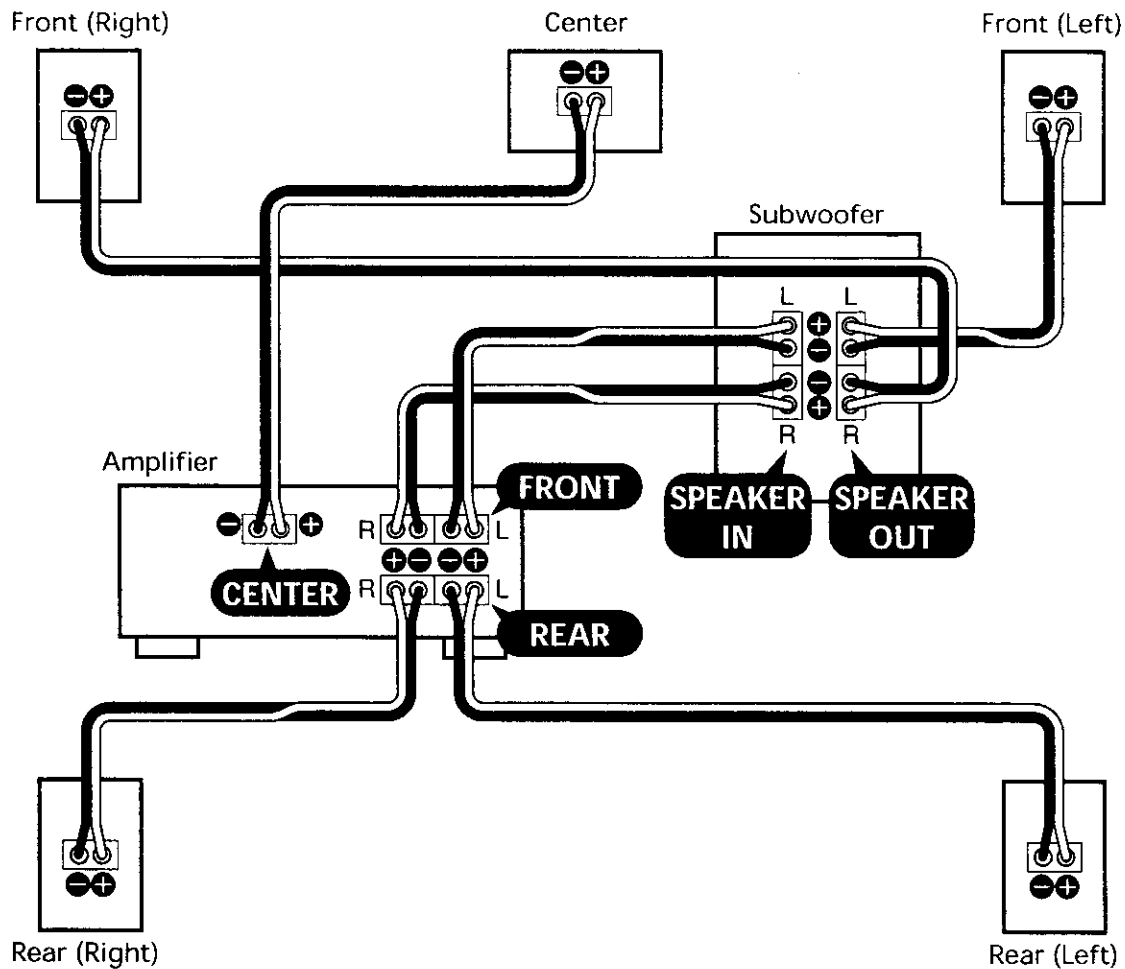 Front (Right)
Center
Front (Left)
Subwoofer
L L
R R
Amplifier
FRONT
SPEAKER IN
SPEAKER OUT
R L
CENTER
R L
REAR
Rear (Right)
Rear (Left)